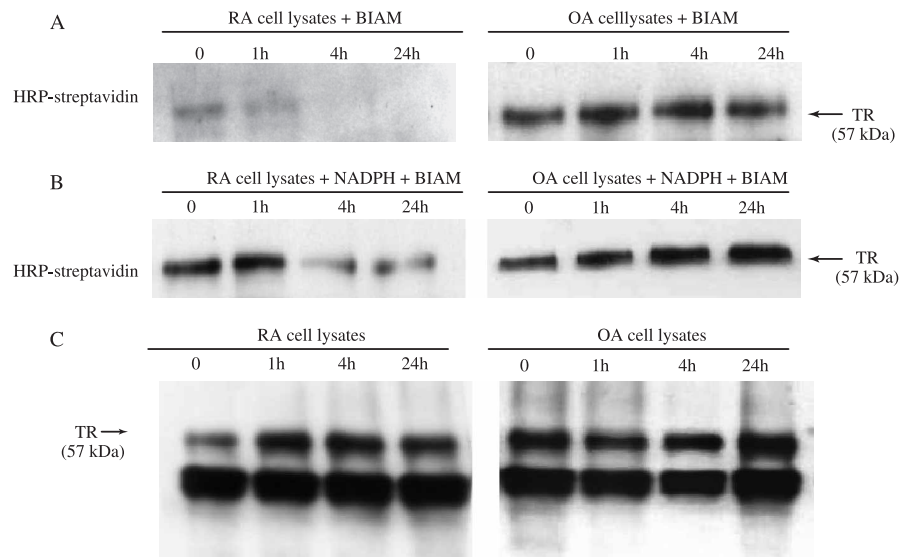 A
RA cell lysates + BIAM
OA celllysates + BIAM
0 1h 4h 24h
0 1h 4h 24h
HRP-streptavidin
TR
(57 kDa)
B
RA cell lysates + NADPH + BIAM
OA cell lysates + NADPH + BIAM
0 1h 4h 24h
0 1h 4h 24h
HRP-streptavidin
TR
(57 kDa)
C
RA cell lysates
OA cell lysates
0 1h 4h 24h
0 1h 4h 24h
TR
(57 kDa)